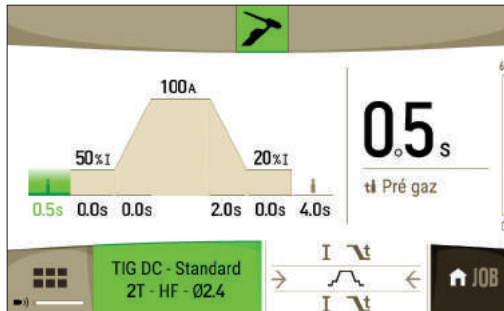 100A
50%I
20%I
0.5s 0.0s 0.0s 2.0s 0.0s 4.0s
0.5 s
Pré gaz
TIG DC - Standard
2T - HF - Ø2.4
I t
I t
JOB